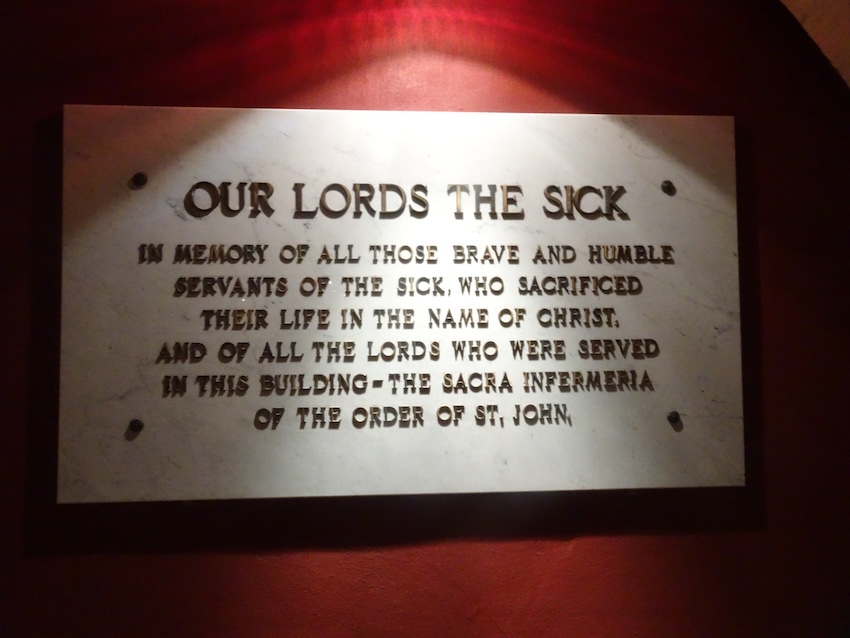 OUR LORDS THE SICK
IN MEMORY OF ALL THOSE BRAVE AND HUMBLE
SERVANTS OF THE SICK, WHO SACRIFICED
THEIR LIFE IN THE NAME OF CHRIST,
AND OF ALL THE LORDS WHO WERE SERVED
IN THIS BUILDING - THE SACRA INFERMERIA
OF THE ORDER OF ST. JOHN.